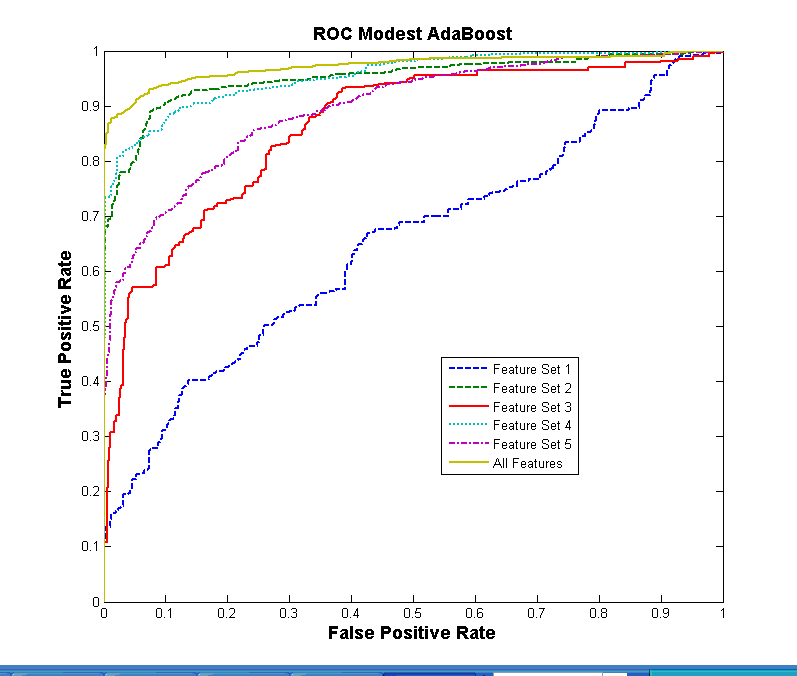 ROC Modest AdaBoost
1
0.9
0.8
0.7
0.6
0.5
0.4
0.3
0.2
0.1
0
True Positive Rate
Feature Set 1
Feature Set 2
Feature Set 3
Feature Set 4
Feature Set 5
All Features
0 0.1 0.2 0.3 0.4 0.5 0.6 0.7 0.8 0.9 1
False Positive Rate